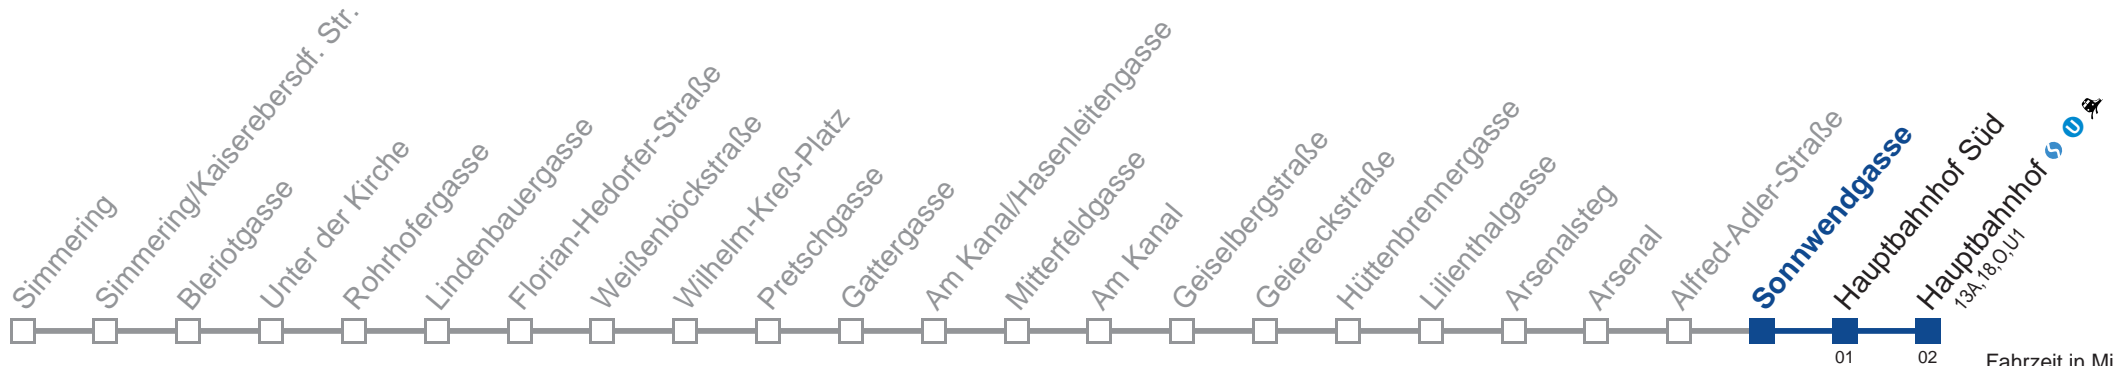 Simmering
Simmering/Kaiserebersdf. Str.
Bleriotgasse
Unter der Kirche
Rohrhofergasse
Lindenbauergasse
Florian-Hedorfer-Straße
Weißenböckstraße
Wilhelm-Kreß-Platz
Pretschgasse
Gattergasse
Am Kanal/Hasenleitengasse
Mitterfeldgasse
Am Kanal
Geiselbergstraße
Geiereckstraße
Hüttenbrennergasse
Lilienthalgasse
Arsenalsteg
Arsenal
Alfred-Adler-Straße
Sonnwendgasse
Hauptbahnhof Süd
Hauptbahnhof S U
13A,18,O,U1
01
02
Fahrzeit in Mi